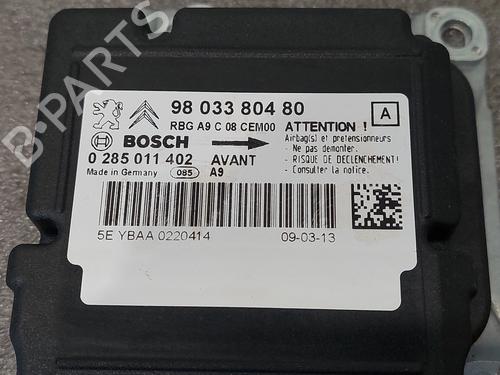 98 033 804 80
A
RBG A9 C 08 CEM00
ATTENTION !
Airbag(s) et pretensionneurs
- Ne pas demonter.
- RISQUE DE DECLENCHEMENT!
- Consulter la notice.
BOSCH
0 285 011 402
AVANT
Made in Germany
085
A9
5E YBAA 0220414
09-03-13
B-PARTS